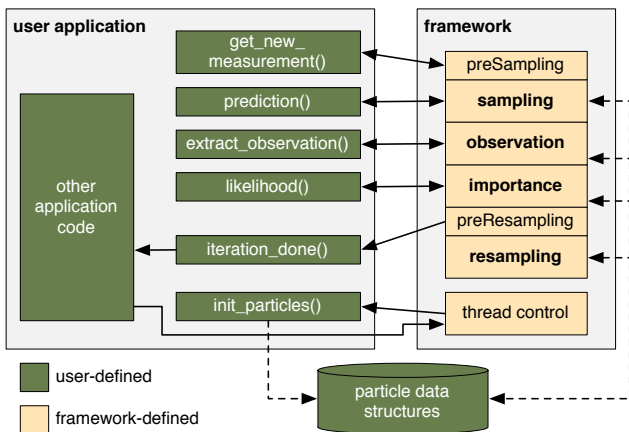 user application
framework
get_new_
measurement()
preSampling
prediction()
sampling
extract_observation()
observation
likelihood()
importance
other
application
code
preResampling
iteration_done()
resampling
init_particles()
thread control
user-defined
particle data
structures
framework-defined